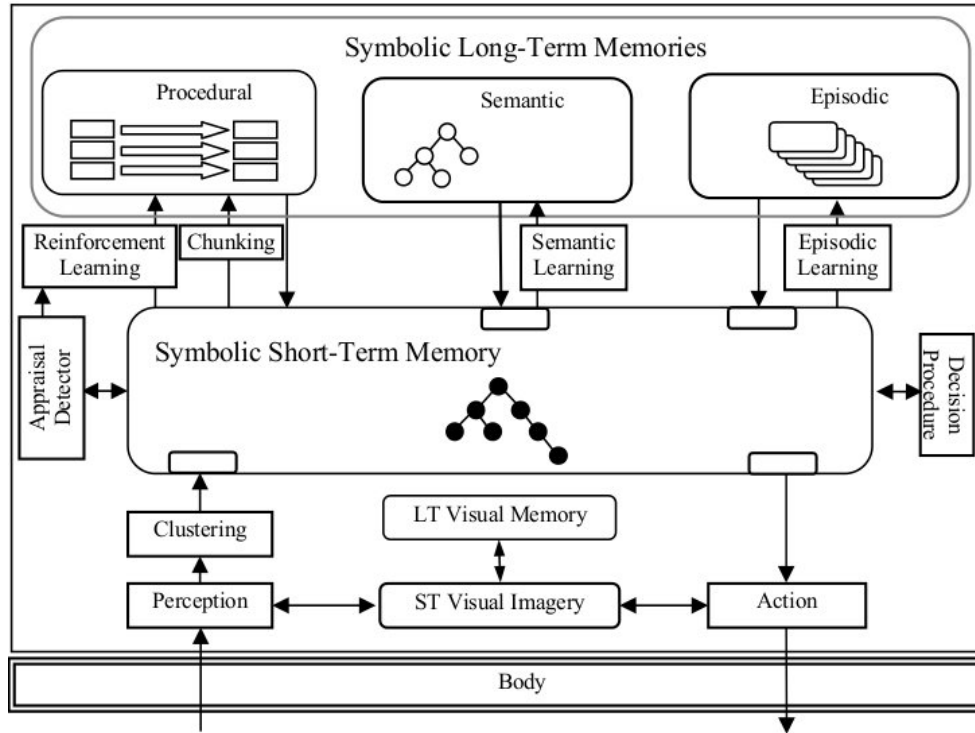 Symbolic Long-Term Memories
Procedural
Semantic
Episodic
Reinforcement
Learning
Chunking
Semantic
Learning
Episodic
Learning
Symbolic Short-Term Memory
Appraisal
Detector
Decision
Procedure
Clustering
LT Visual Memory
Perception
ST Visual Imagery
Action
Body